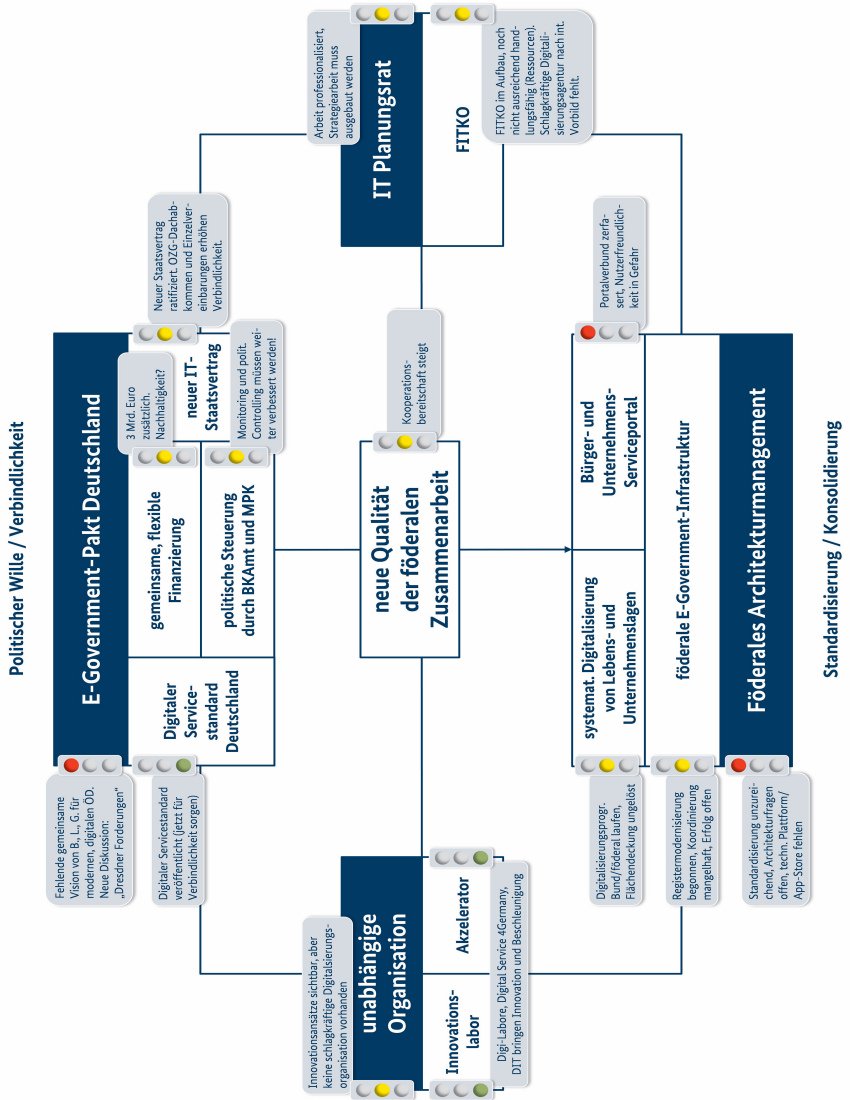 Politischer Wille / Verbindlichkeit
Fehlende gemeinsame
Vision von B., L., G. für
modernen, digitalen ÖD.
Neue Diskussion:
„Dresdner Forderungen“
E-Government-Pakt Deutschland
Digitaler Servicestandard
veröffentlicht (jetzt für
Verbindlichkeit sorgen)
Digitaler
Service-
standard
Deutschland
gemeinsame, flexible
Finanzierung
3 Mrd. Euro
zusätzlich.
Nachhaltigkeit?
politische Steuerung
durch BKAmt und MPK
Monitoring und polit.
Controlling müssen wei-
ter verbessert werden!
neuer IT-
Staatsvertrag
Neuer Staatsvertrag
ratifiziert. OZG-Dachab-
kommen und Einzelver-
einbarungen erhöhen
Verbindlichkeit.
Innovationsansätze sichtbar, aber
keine schlagkräftige Digitalsierungs-
organisation vorhanden
unabhängige
Organisation
Innovations-
labor
Akzelerator
Digi-Labore, Digital Service 4Germany,
DIT bringen Innovation und Beschleunigung
neue Qualität
der föderalen
Zusammenarbeit
Kooperations-
bereitschaft steigt
Arbeit professionalisiert,
Strategiearbeit muss
ausgebaut werden
IT Planungsrat
FITKO
FITKO im Aufbau, noch
nicht ausreichend hand-
lungsfähig (Ressourcen).
Schlagkräftige Digitali-
sierungsagentur nach int.
Vorbild fehlt.
Digitalisierungsprogr.
Bund/föderal laufen,
Flächendeckung ungelöst
systemat. Digitalisierung
von Lebens- und
Unternehmenslagen
Bürger- und
Unternehmens-
Serviceportal
Portalverbund zerfa-
sert, Nutzerfreundlich-
keit in Gefahr
Registermodernisierung
begonnen, Koordinierung
mangelhaft, Erfolg offen
föderale E-Government-Infrastruktur
Standardisierung unzurei-
chend, Architekturfragen
offen, techn. Plattform/
App-Store fehlen
Föderales Architekturmanagement
Standardisierung / Konsolidierung